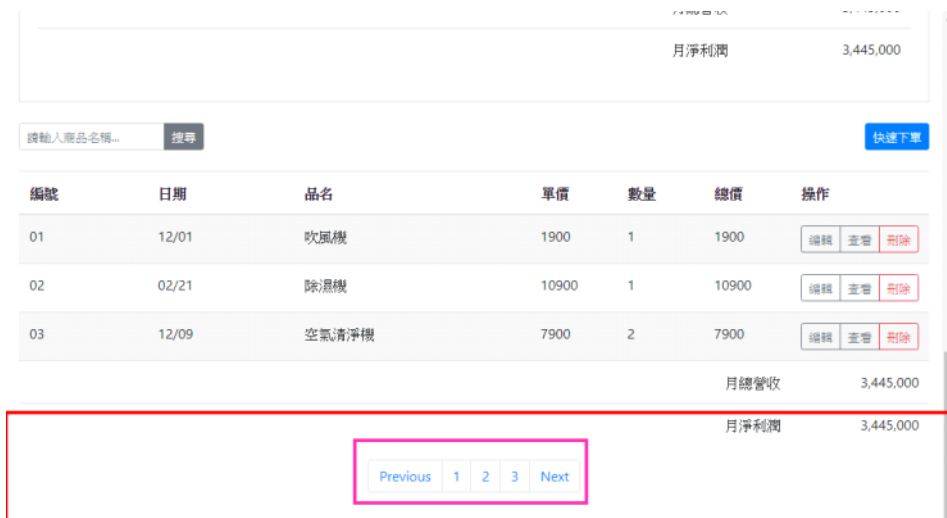 月淨利潤 3,445,000
請輸入商品名稱... 搜尋 快速下單
編號 日期 品名 單價 數量 總價 操作
01 12/01 吹風機 1900 1 1900 編輯 查看 刪除
02 02/21 除濕機 10900 1 10900 編輯 查看 刪除
03 12/09 空氣清淨機 7900 2 7900 編輯 查看 刪除
月總營收 3,445,000
月淨利潤 3,445,000
Previous 1 2 3 Next